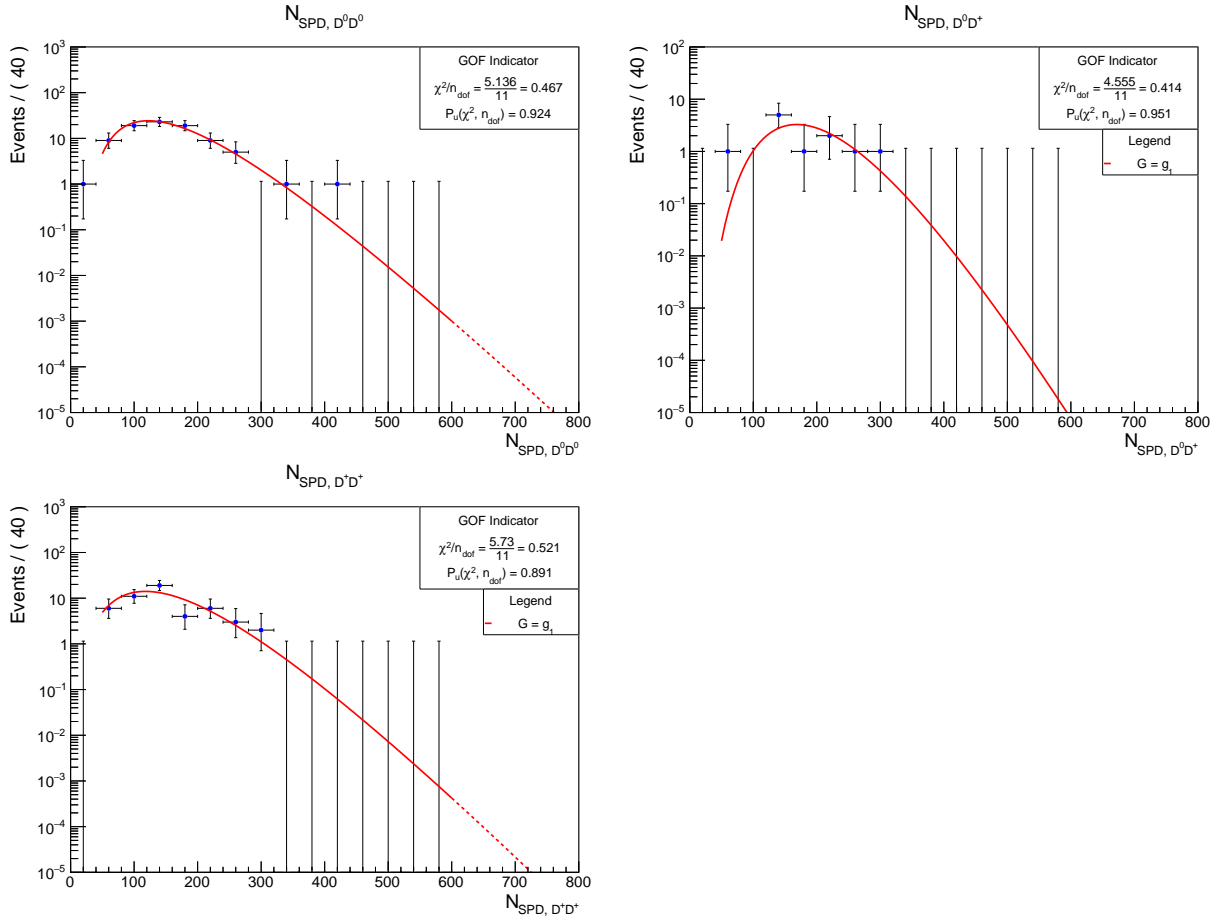 N_SPD, D⁰D⁰
Events / ( 40 )
10³
10²
10
1
10⁻¹
10⁻²
10⁻³
10⁻⁴
10⁻⁵
GOF Indicator
χ²/n_dof = 5.136/11 = 0.467
P_u(χ², n_dof) = 0.924
0 100 200 300 400 500 600 700 800
N_SPD, D⁰D⁰
N_SPD, D⁰D⁺
Events / ( 40 )
10²
10
1
10⁻¹
10⁻²
10⁻³
10⁻⁴
10⁻⁵
GOF Indicator
χ²/n_dof = 4.555/11 = 0.414
P_u(χ², n_dof) = 0.951
Legend
G = g₁
0 100 200 300 400 500 600 700 800
N_SPD, D⁰D⁺
N_SPD, D⁺D⁺
Events / ( 40 )
10³
10²
10
1
10⁻¹
10⁻²
10⁻³
10⁻⁴
10⁻⁵
GOF Indicator
χ²/n_dof = 5.73/11 = 0.521
P_u(χ², n_dof) = 0.891
Legend
G = g₁
0 100 200 300 400 500 600 700 800
N_SPD, D⁺D⁺